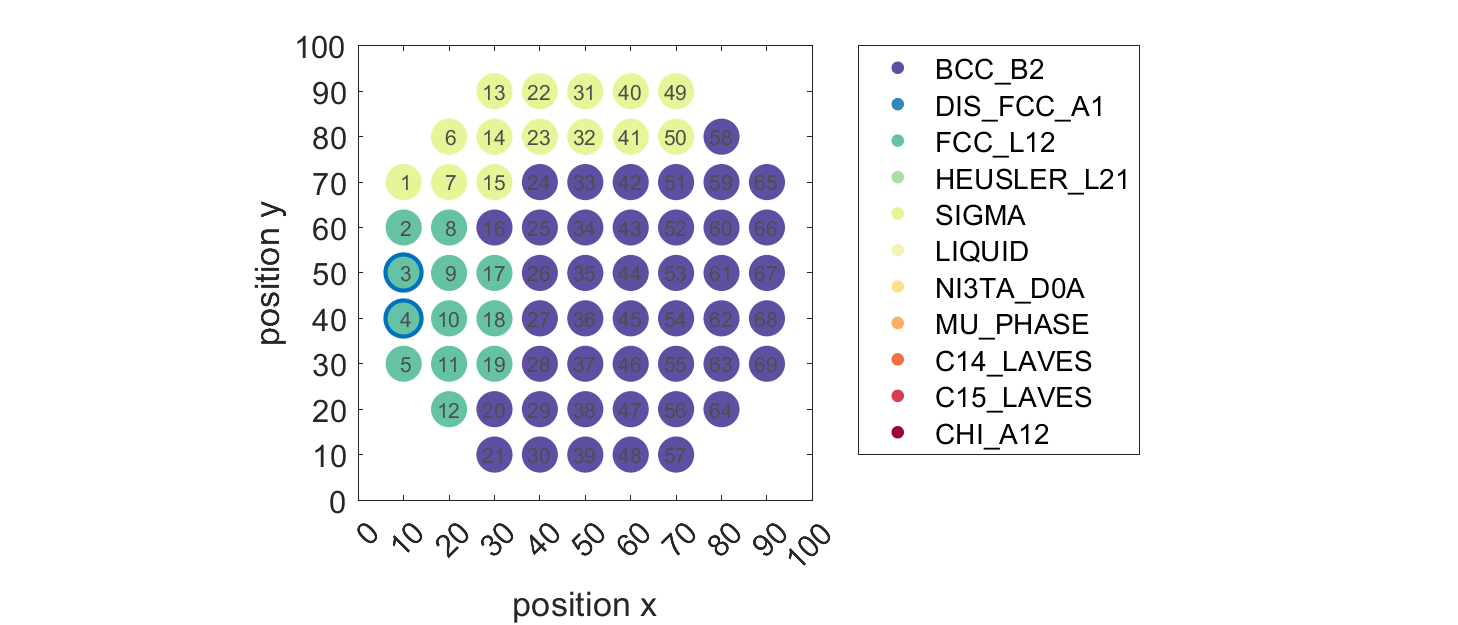 100
13 22 31 40 49
90
6 14 23 32 41 50 58
80
1 7 15 24 33 42 51 59 65
70
2 8 16 25 34 43 52 60 66
60
3 9 17 26 35 44 53 61 67
50
4 10 18 27 36 45 54 62 68
40
5 11 19 28 37 46 55 63 69
30
12 20 29 38 47 56 64
20
21 30 39 48 57
10
0
position y
0 10 20 30 40 50 60 70 80 90 100
position x
BCC_B2
DIS_FCC_A1
FCC_L12
HEUSLER_L21
SIGMA
LIQUID
NI3TA_D0A
MU_PHASE
C14_LAVES
C15_LAVES
CHI_A12